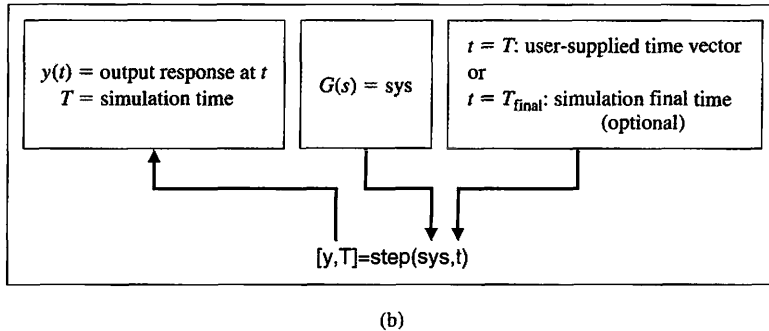 y(t) = output response at t
T = simulation time
G(s) = sys
t = T: user-supplied time vector
or
t = T_final: simulation final time
(optional)
[y,T]=step(sys,t)
(b)